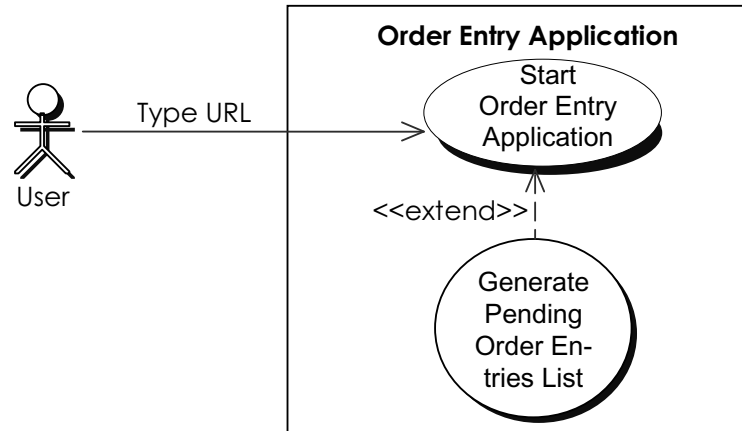 Order Entry Application
Start
Order Entry
Application
Type URL
User
<<extend>>
Generate
Pending
Order En-
tries List